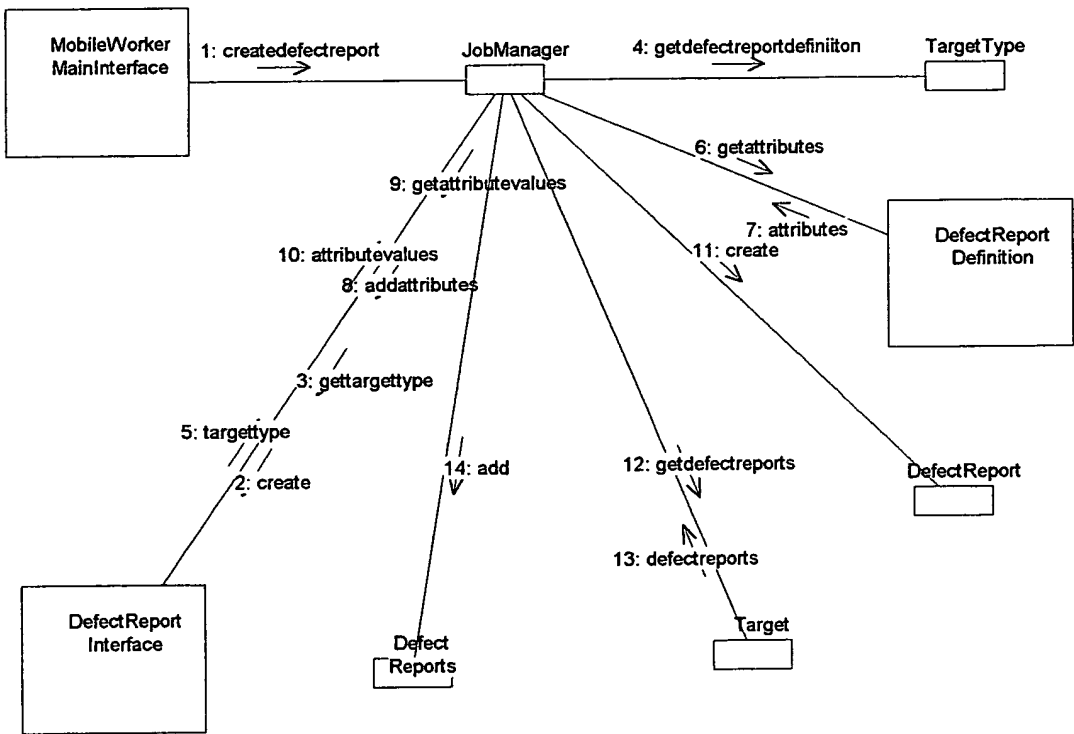 MobileWorker
MainInterface
1: createdefectreport
JobManager
4: getdefectreportdefiniiton
TargetType
6: getattributes
9: getattributevalues
7: attributes
DefectReport
Definition
11: create
10: attributevalues
8: addattributes
3: gettargettype
5: targettype
2: create
14: add
12: getdefectreports
DefectReport
13: defectreports
DefectReport
Interface
Defect
Reports
Target